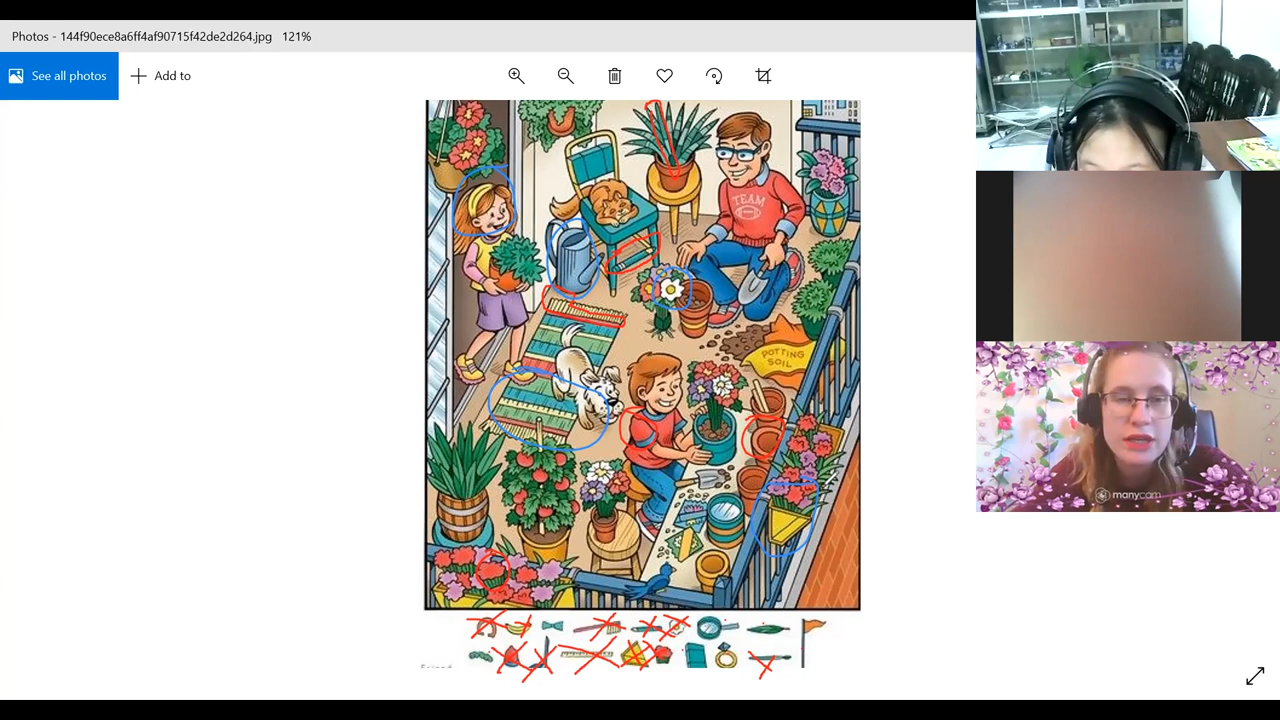 Photos - 144f90ece8a6ff4af90715f42de2d264.jpg 121%
See all photos
Add to
TEAM
POTTING
SOIL
manycam